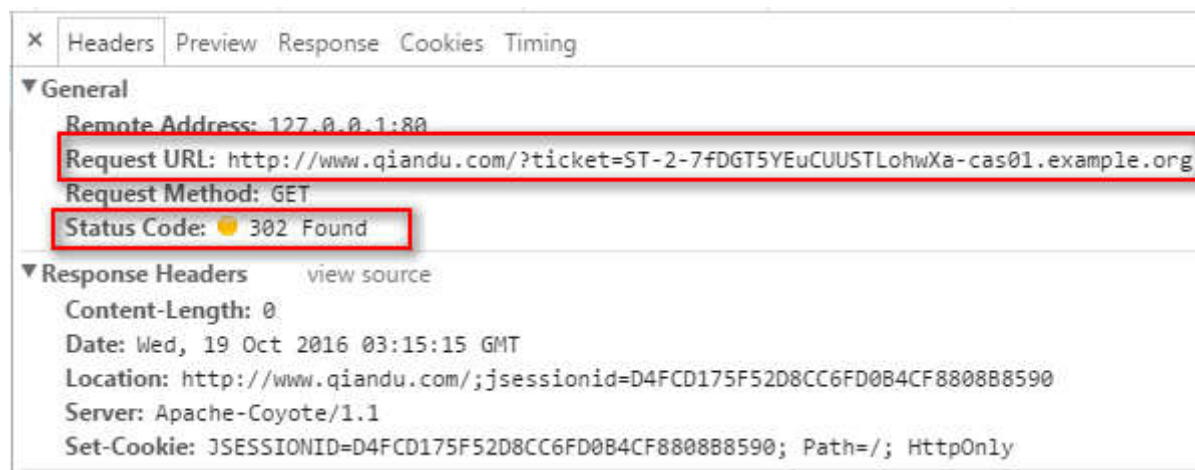 × Headers Preview Response Cookies Timing
▼ General
Remote Address: 127.0.0.1:80
Request URL: http://www.qiandu.com/?ticket=ST-2-7fDGT5YEuCUUSTLohwXa-cas01.example.org
Request Method: GET
Status Code: 302 Found
▼ Response Headers view source
Content-Length: 0
Date: Wed, 19 Oct 2016 03:15:15 GMT
Location: http://www.qiandu.com/;jsessionid=D4FCD175F52D8CC6FD0B4CF8808B8590
Server: Apache-Coyote/1.1
Set-Cookie: JSESSIONID=D4FCD175F52D8CC6FD0B4CF8808B8590; Path=/; HttpOnly